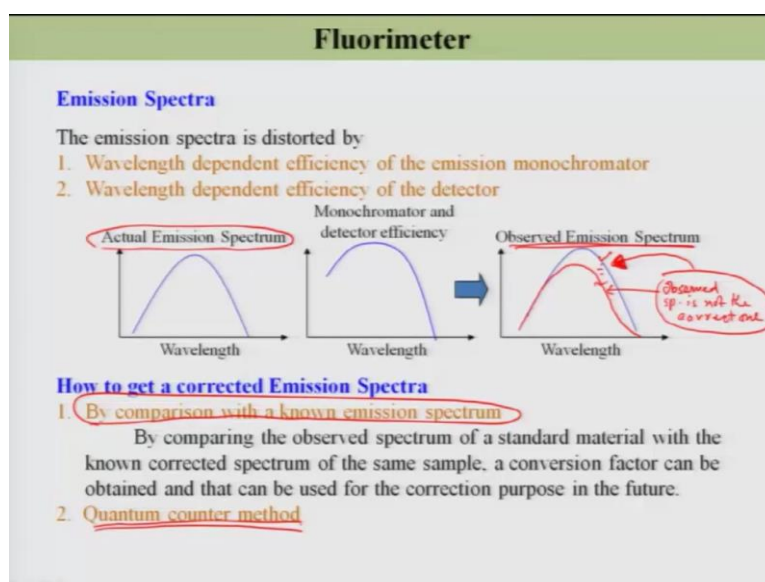 Fluorimeter
Emission Spectra
The emission spectra is distorted by
1. Wavelength dependent efficiency of the emission monochromator
2. Wavelength dependent efficiency of the detector
Actual Emission Spectrum
Monochromator and
detector efficiency
Observed Emission Spectrum
observed
sp. is not the
correct one
Wavelength
Wavelength
Wavelength
How to get a corrected Emission Spectra
1. By comparison with a known emission spectrum
By comparing the observed spectrum of a standard material with the
known corrected spectrum of the same sample, a conversion factor can be
obtained and that can be used for the correction purpose in the future.
2. Quantum counter method